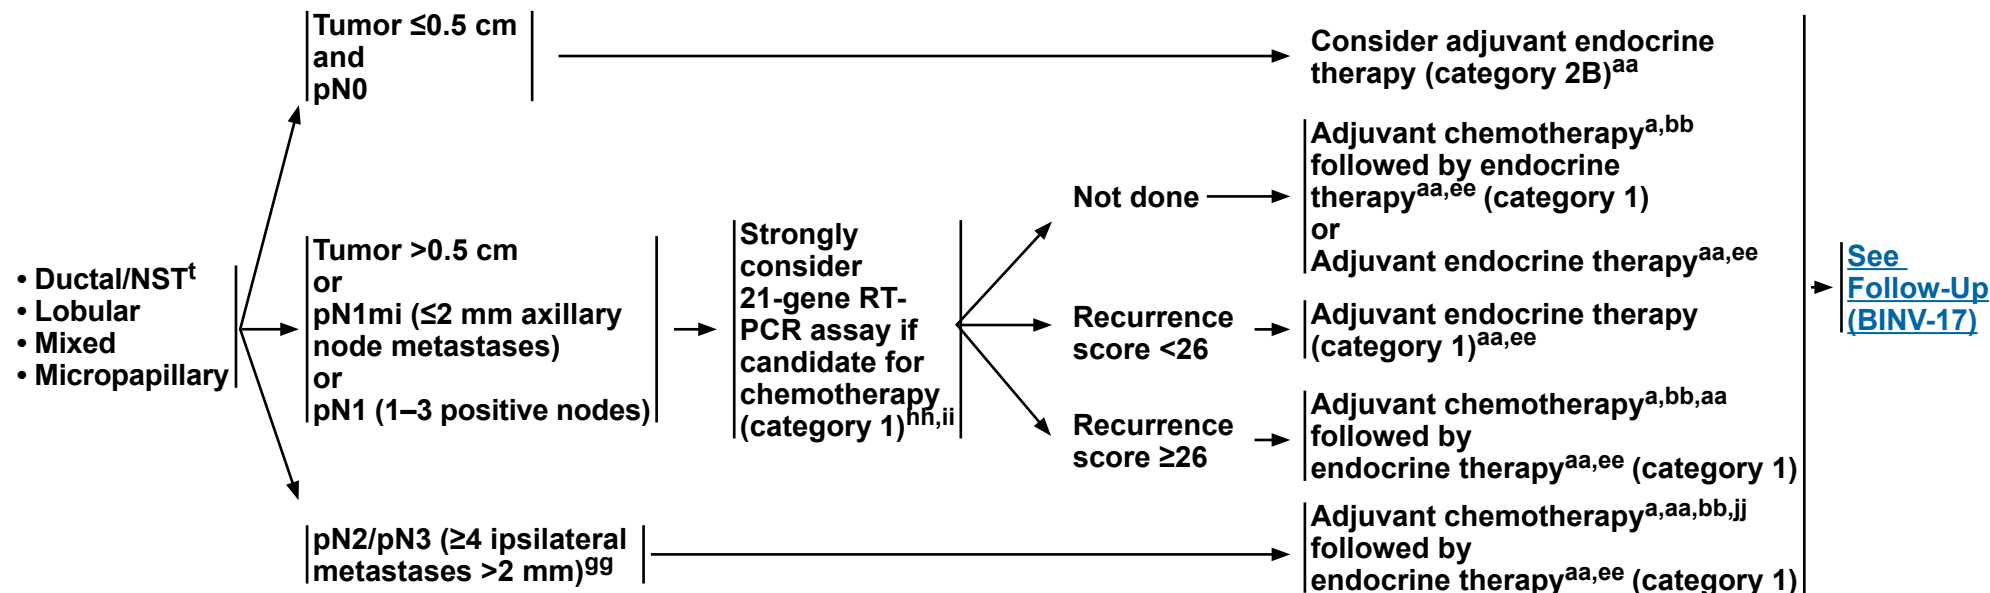 • Ductal/NSTt
• Lobular
• Mixed
• Micropapillary
Tumor ≤0.5 cm
and
pN0
Consider adjuvant endocrine
therapy (category 2B)aa
Tumor >0.5 cm
or
pN1mi (≤2 mm axillary
node metastases)
or
pN1 (1–3 positive nodes)
Strongly
consider
21-gene RT-
PCR assay if
candidate for
chemotherapy
(category 1)hh,ii
Not done
Adjuvant chemotherapya,bb
followed by endocrine
therapyaa,ee (category 1)
or
Adjuvant endocrine therapyaa,ee
Recurrence
score <26
Adjuvant endocrine therapy
(category 1)aa,ee
Recurrence
score ≥26
Adjuvant chemotherapya,bb,aa
followed by
endocrine therapyaa,ee (category 1)
pN2/pN3 (≥4 ipsilateral
metastases >2 mm)gg
Adjuvant chemotherapya,aa,bb,jj
followed by
endocrine therapyaa,ee (category 1)
See
Follow-Up
(BINV-17)